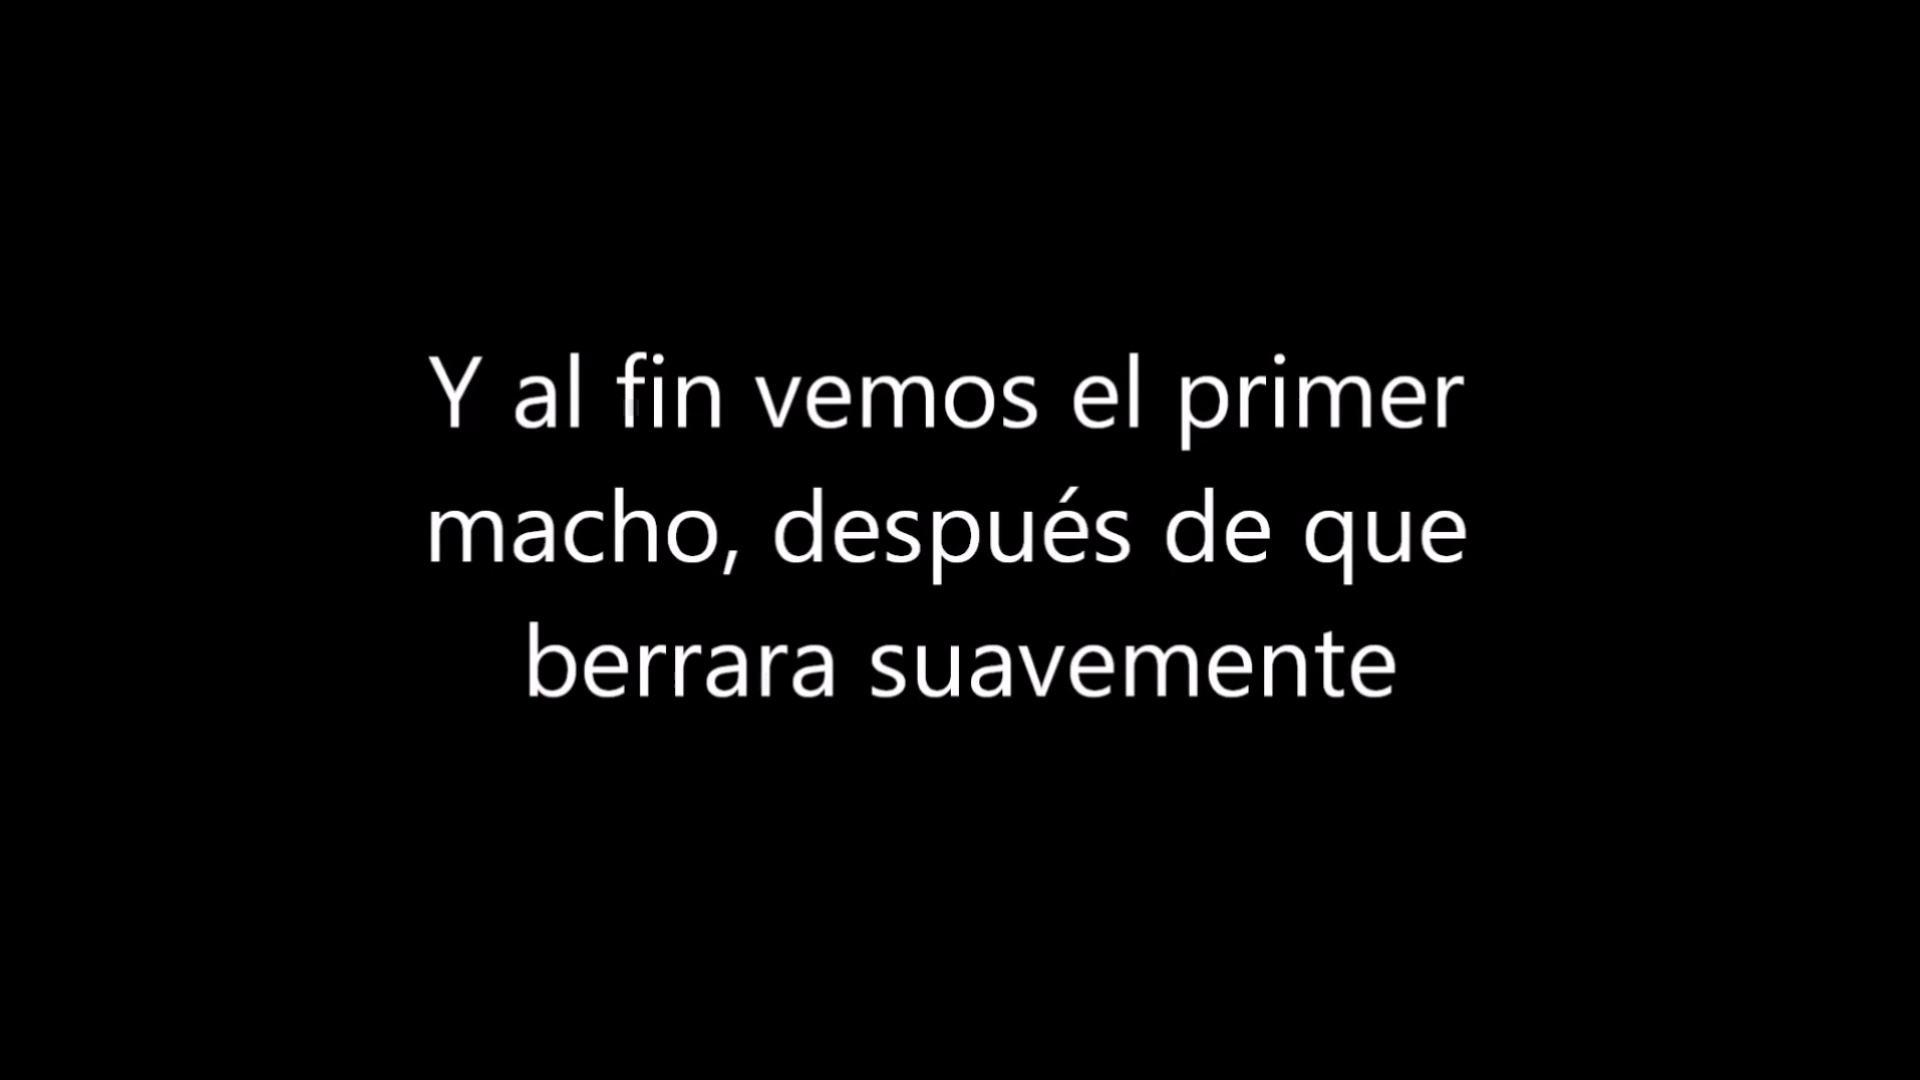 Y al fin vemos el primer
macho, después de que
berrara suavemente